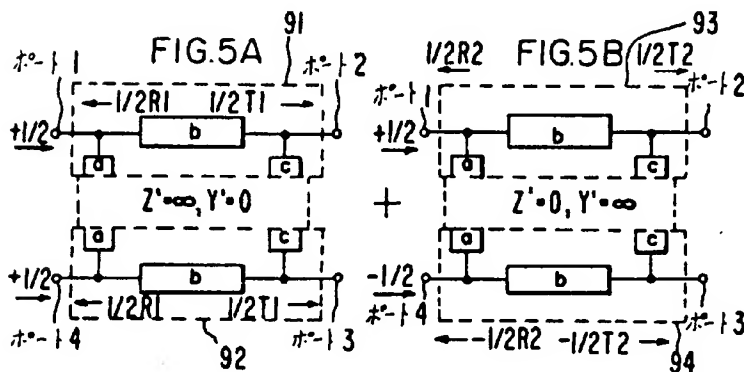 91
93
FIG.5A
FIG.5B
ポート1
ポート2
1/2R1
1/2T1
+1/2
b
a
c
Z'=∞, Y'=0
a
c
+1/2
b
1/2R1
1/2T1
ポート4
ポート3
92
+
1/2R2
1/2T2
ポート1
ポート2
+1/2
b
a
c
Z'=0, Y'=∞
a
c
-1/2
b
ポート4
ポート3
-1/2R2
-1/2T2
94